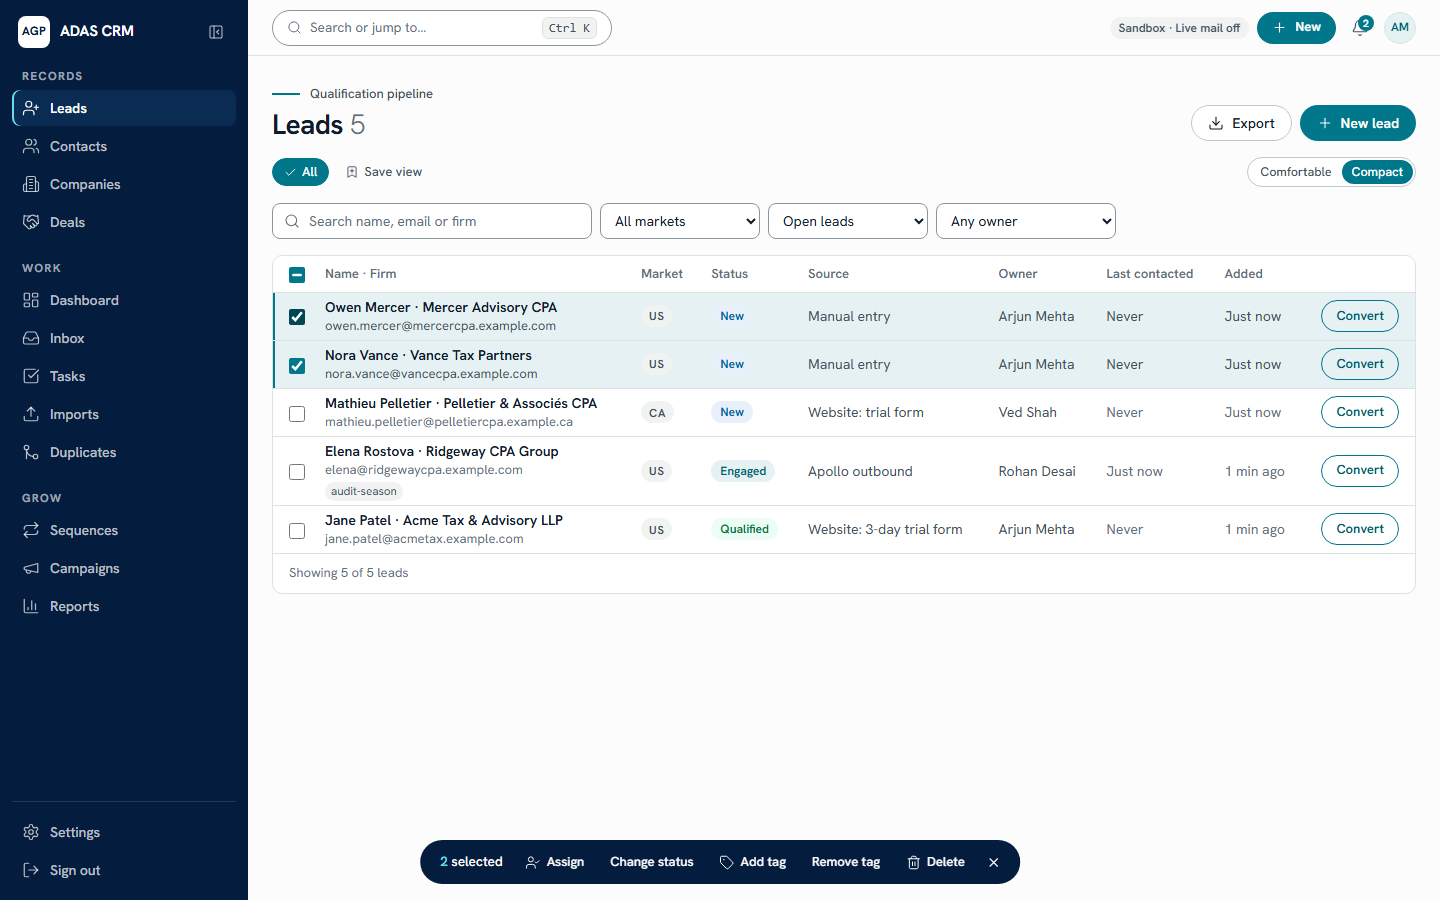 AGP ADAS CRM
RECORDS
Leads
Contacts
Companies
Deals
WORK
Dashboard
Inbox
Tasks
Imports
Duplicates
GROW
Sequences
Campaigns
Reports
Settings
Sign out
Search or jump to... Ctrl K Sandbox · Live mail off New 2 AM
Qualification pipeline
Leads 5 Export New lead
All Save view Comfortable Compact
Search name, email or firm All markets Open leads Any owner
Name · Firm Market Status Source Owner Last contacted Added
Owen Mercer · Mercer Advisory CPA
owen.mercer@mercercpa.example.com US New Manual entry Arjun Mehta Never Just now Convert
Nora Vance · Vance Tax Partners
nora.vance@vancecpa.example.com US New Manual entry Arjun Mehta Never Just now Convert
Mathieu Pelletier · Pelletier & Associés CPA
mathieu.pelletier@pelletiercpa.example.ca CA New Website: trial form Ved Shah Never Just now Convert
Elena Rostova · Ridgeway CPA Group
elena@ridgewaycpa.example.com US Engaged Apollo outbound Rohan Desai Just now 1 min ago Convert
audit-season
Jane Patel · Acme Tax & Advisory LLP
jane.patel@acmetax.example.com US Qualified Website: 3-day trial form Arjun Mehta Never 1 min ago Convert
Showing 5 of 5 leads
2 selected Assign Change status Add tag Remove tag Delete